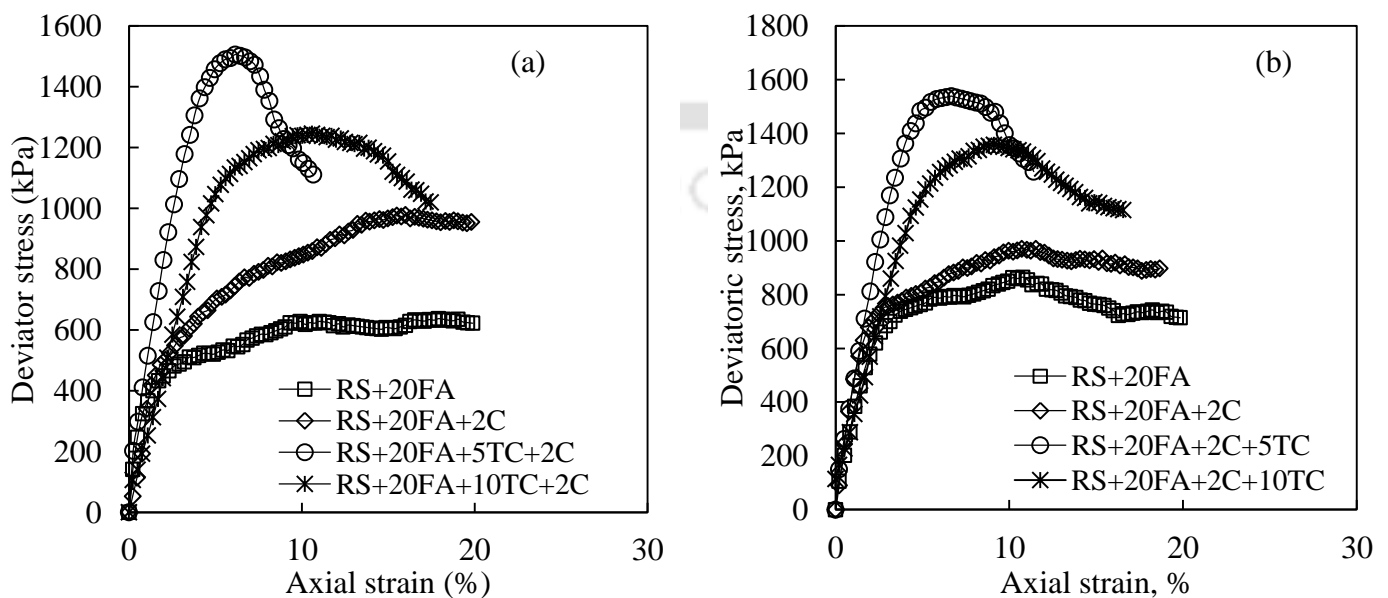 1600
1400
1200
1000
800
600
400
200
0
0
10
20
30
Deviator stress (kPa)
Axial strain (%)
(a)
RS+20FA
RS+20FA+2C
RS+20FA+5TC+2C
RS+20FA+10TC+2C
1800
1600
1400
1200
1000
800
600
400
200
0
0
10
20
30
Deviatoric stress, kPa
Axial strain, %
(b)
RS+20FA
RS+20FA+2C
RS+20FA+2C+5TC
RS+20FA+2C+10TC